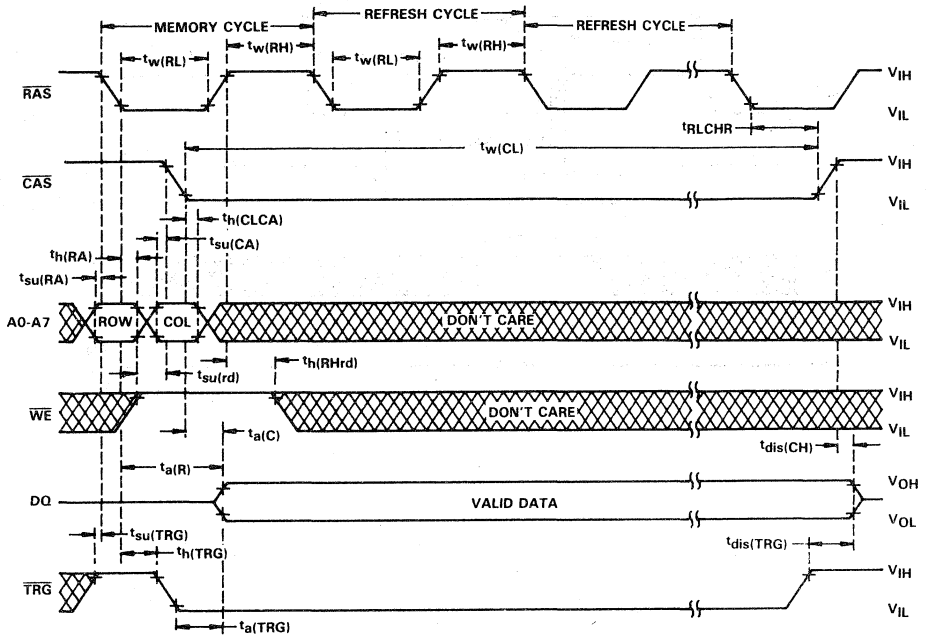 MEMORY CYCLE
REFRESH CYCLE
REFRESH CYCLE
tw(RL)
tw(RH)
tw(RL)
tw(RH)
RAS
VIH
VIL
tRLCHR
tw(CL)
CAS
VIH
VIL
th(CLCA)
tsu(CA)
th(RA)
tsu(RA)
A0-A7
ROW
COL
DON'T CARE
VIH
VIL
th(RHrd)
tsu(rd)
WE
DON'T CARE
VIH
VIL
ta(C)
tdis(CH)
ta(R)
DQ
VALID DATA
VOH
VOL
tsu(TRG)
th(TRG)
tdis(TRG)
TRG
VIH
VIL
ta(TRG)